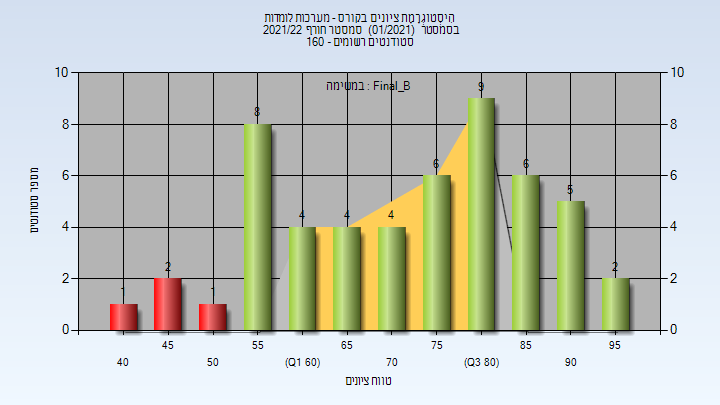 היסטוגרמת ציונים בקורס - מערכות לומדות
בסמסטר (01/2021) סמסטר חורף 2021/22
סטודנטים רשומים - 160
במטימה : Final_B
10 10
9
8 8 8
6 6 6 6
5
4 4 4 4 4
2 2 2 2
1 1
0 0
מספר סטודנטים
45 55 65 75 85 95
40 50 (Q1 60) 70 (Q3 80) 90
טווח ציונים